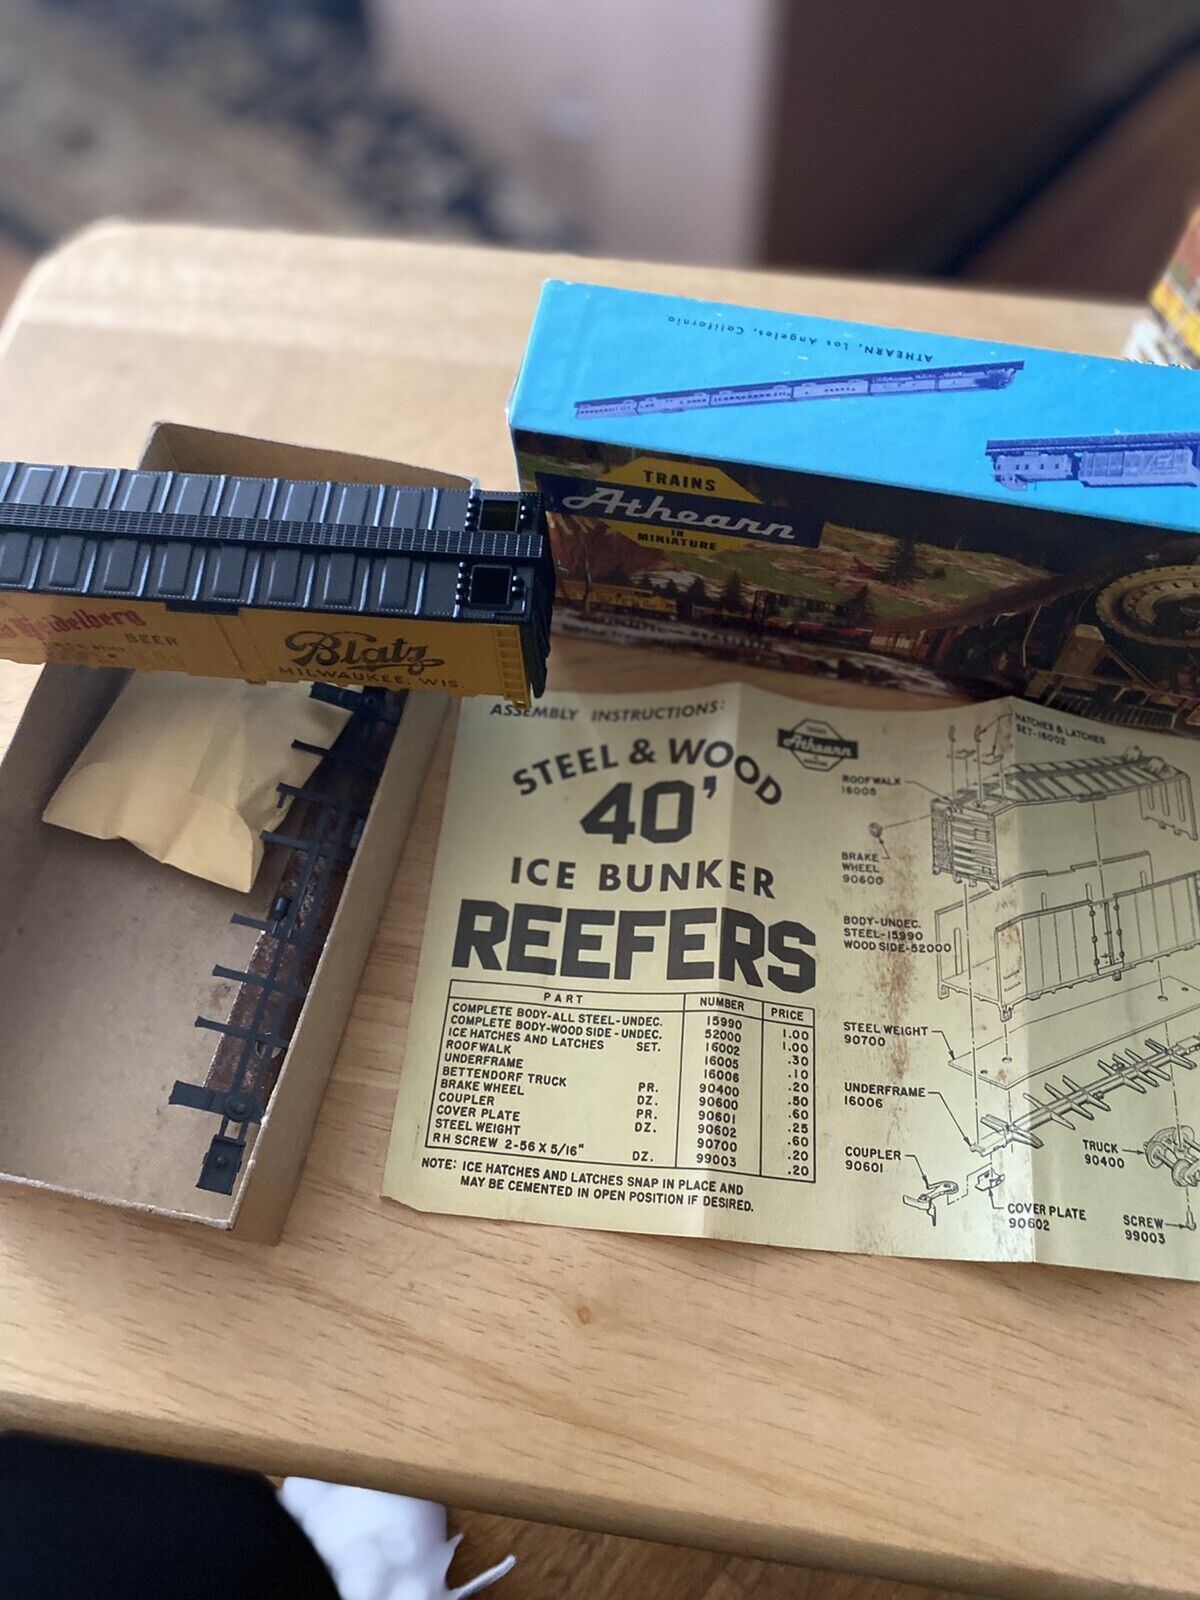 ATHEARN, Los Angeles, California
TRAINS
Athearn
IN
MINIATURE
Heidelberg
BEER
Blatz
MILWAUKEE, WIS
ASSEMBLY INSTRUCTIONS:
STEEL & WOOD
40'
ICE BUNKER
REEFERS
PART NUMBER PRICE
COMPLETE BODY-ALL STEEL-UNDEC. 15990 1.00
COMPLETE BODY-WOOD SIDE-UNDEC. 52000 1.00
ICE HATCHES AND LATCHES SET. 16002 .30
ROOFWALK 16005 .10
UNDERFRAME 16006 .20
BETTENDORF TRUCK PR. 90400 .50
BRAKE WHEEL DZ. 90600 .60
COUPLER PR. 90601 .25
COVER PLATE DZ. 90602 .60
STEEL WEIGHT 90700 .20
RH SCREW 2-56 X 5/16" DZ. 99003 .20
NOTE: ICE HATCHES AND LATCHES SNAP IN PLACE AND
MAY BE CEMENTED IN OPEN POSITION IF DESIRED.
TRAINS
Athearn
IN MINIATURE
HATCHES & LATCHES
SET-16002
ROOFWALK
16005
BRAKE
WHEEL
90600
BODY-UNDEC.
STEEL-15990
WOOD SIDE-52000
STEEL WEIGHT
90700
UNDERFRAME
16006
COUPLER
90601
COVER PLATE
90602
TRUCK
90400
SCREW
99003